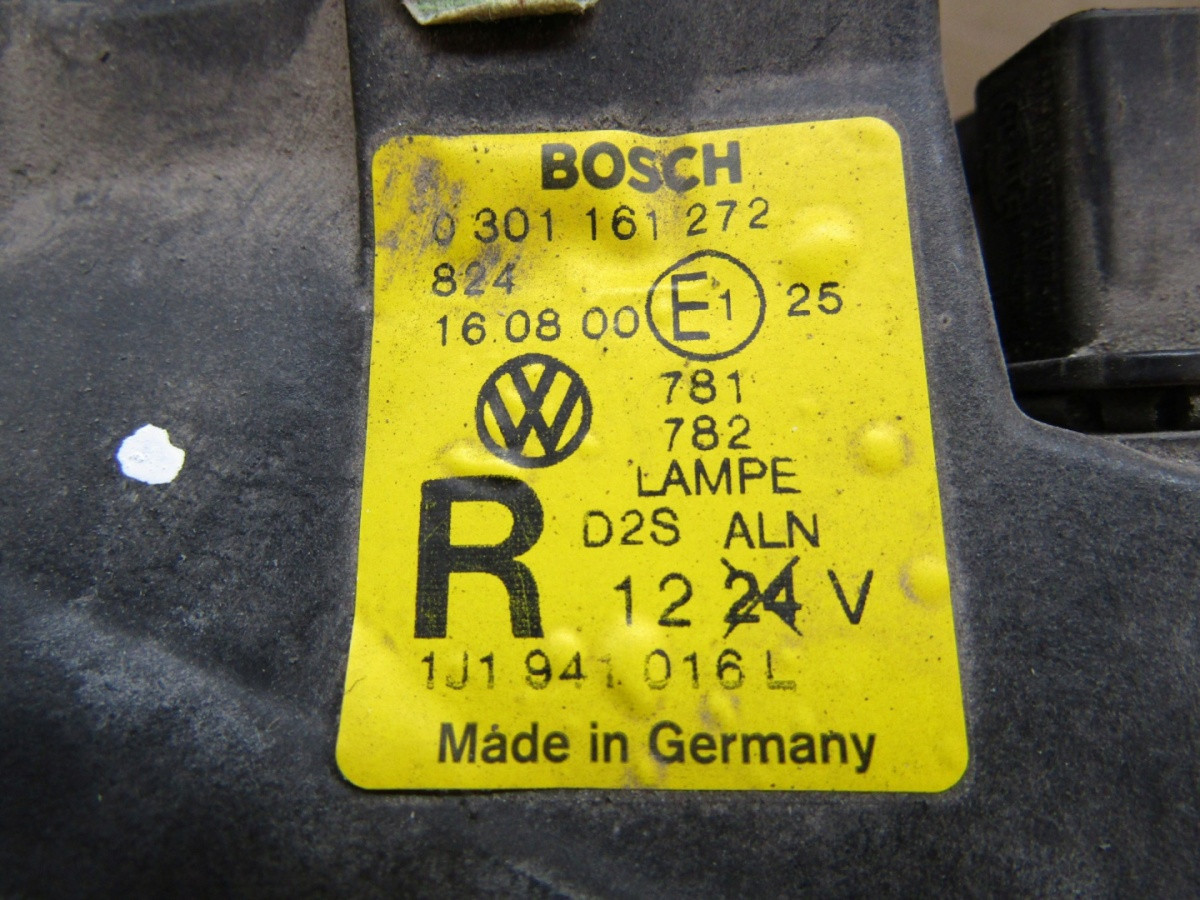 BOSCH
0 301 161 272
824
16.08 00 E1 25
781
782
LAMPE
R D2S ALN
12 24 V
1J1 941 016 L
Made in Germany